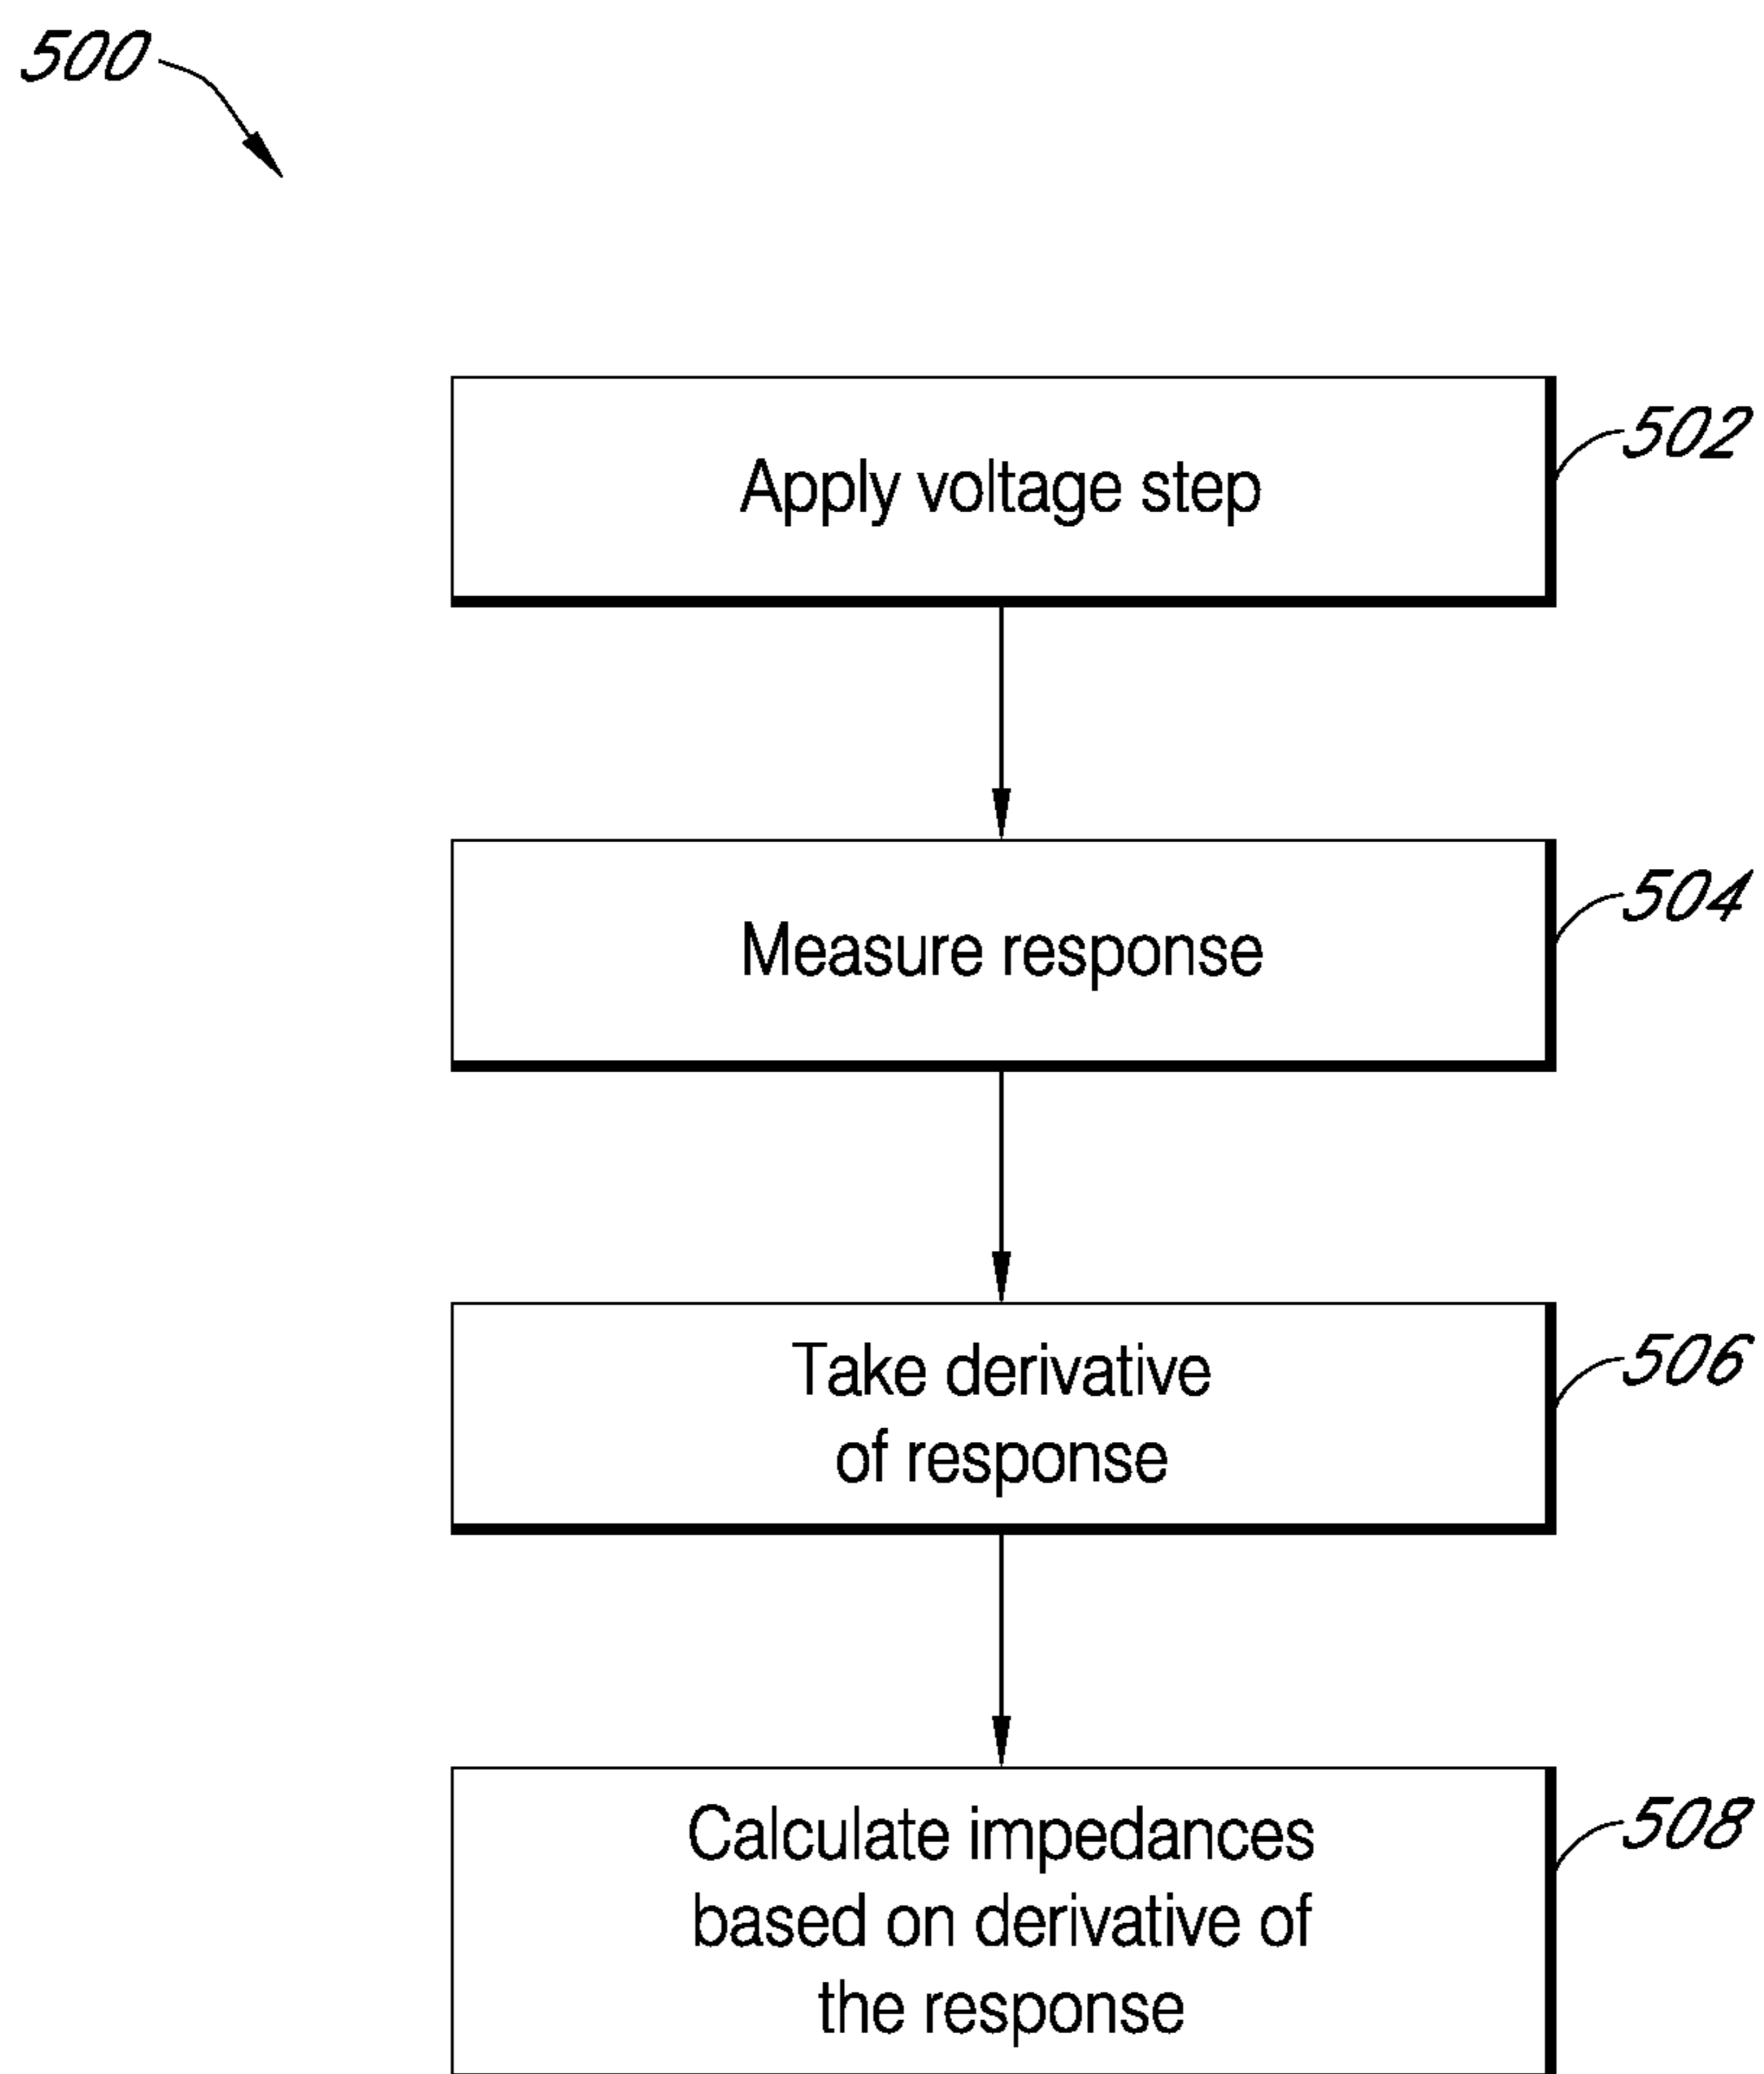 500
Apply voltage step
502
Measure response
504
Take derivative
of response
506
Calculate impedances
based on derivative of
the response
508